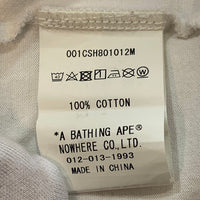 001CSH801012M
100% COTTON
*A BATHING APE®
NOWHERE CO., LTD.
012-013-1993
MADE IN CHINA